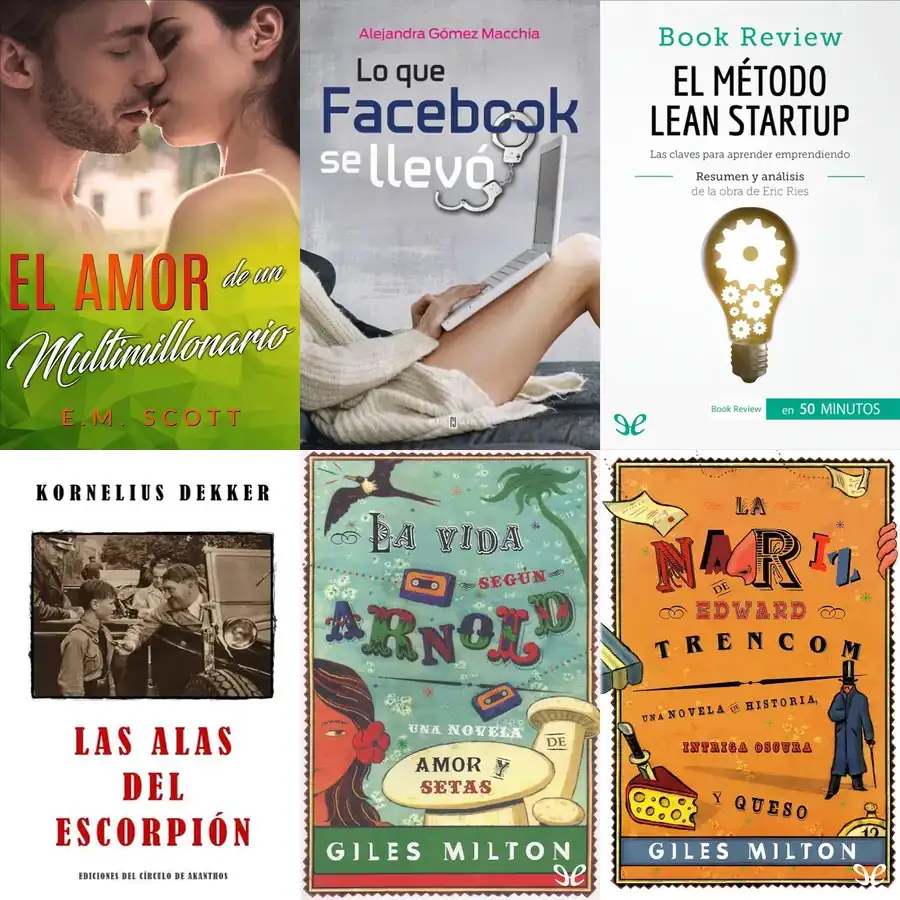 EL AMOR de un
Multimillonario
E.M. SCOTT
Alejandra Gómez Macchia
Lo que
Facebook
se llevó
Book Review
EL MÉTODO
LEAN STARTUP
Las claves para aprender emprendiendo
Resumen y análisis
de la obra de Eric Ries
Book Review en 50 MINUTOS
KORNELIUS DEKKER
LAS ALAS
DEL
ESCORPIÓN
EDICIONES DEL CÍRCULO DE AKANTHOS
LA VIDA
SEGÚN
ARNOLD
UNA NOVELA
DE
AMOR Y
SETAS
GILES MILTON
LA
NARIZ
DE
EDWARD
TRENCOM
UNA NOVELA DE HISTORIA,
INTRIGA OSCURA
Y QUESO
12
GILES MILTON